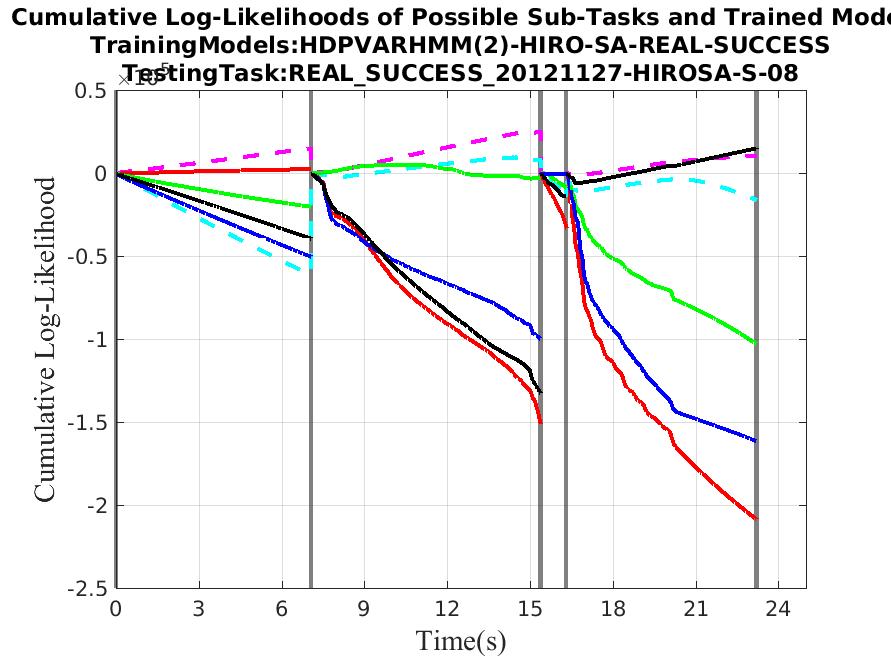 Cumulative Log-Likelihoods of Possible Sub-Tasks and Trained
TrainingModels:HDPVARHMM(2)-HIRO-SA-REAL-SUCCESS
TestingTask:REAL_SUCCESS_20121127-HIROSA-S-08
×10^5
0.5
0
-0.5
-1
-1.5
-2
-2.5
Cumulative Log-Likelihood
0 3 6 9 12 15 18 21 24
Time(s)